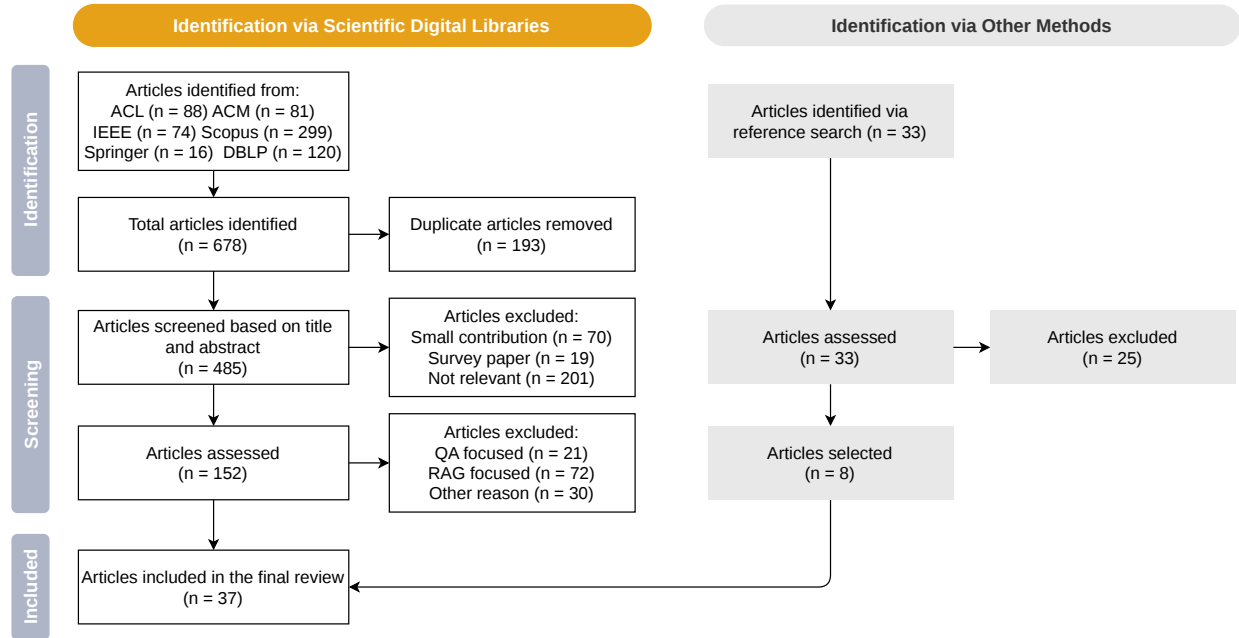 Identification via Scientific Digital Libraries
Identification via Other Methods
Identification
Articles identified from:
ACL (n = 88) ACM (n = 81)
IEEE (n = 74) Scopus = 299)
Springer (n = 16)  DBLP (n = 120)
Articles identified via
reference search (n = 33)
Total articles identified
(n = 678)
Duplicate articles removed
(n = 193)
Screening
Articles screened based on title
and abstract
(n = 485)
Articles excluded:
Small contribution (n = 70)
Survey paper (n = 19)
Not relevant (n = 201)
Articles assessed
(n = 33)
Articles excluded
(n = 25)
Articles assessed
(n = 152)
Articles excluded:
QA focused (n = 21)
RAG focused (n = 72)
Other reason (n = 30)
Articles selected
(n = 8)
Included
Articles included in the final review
(n = 37)